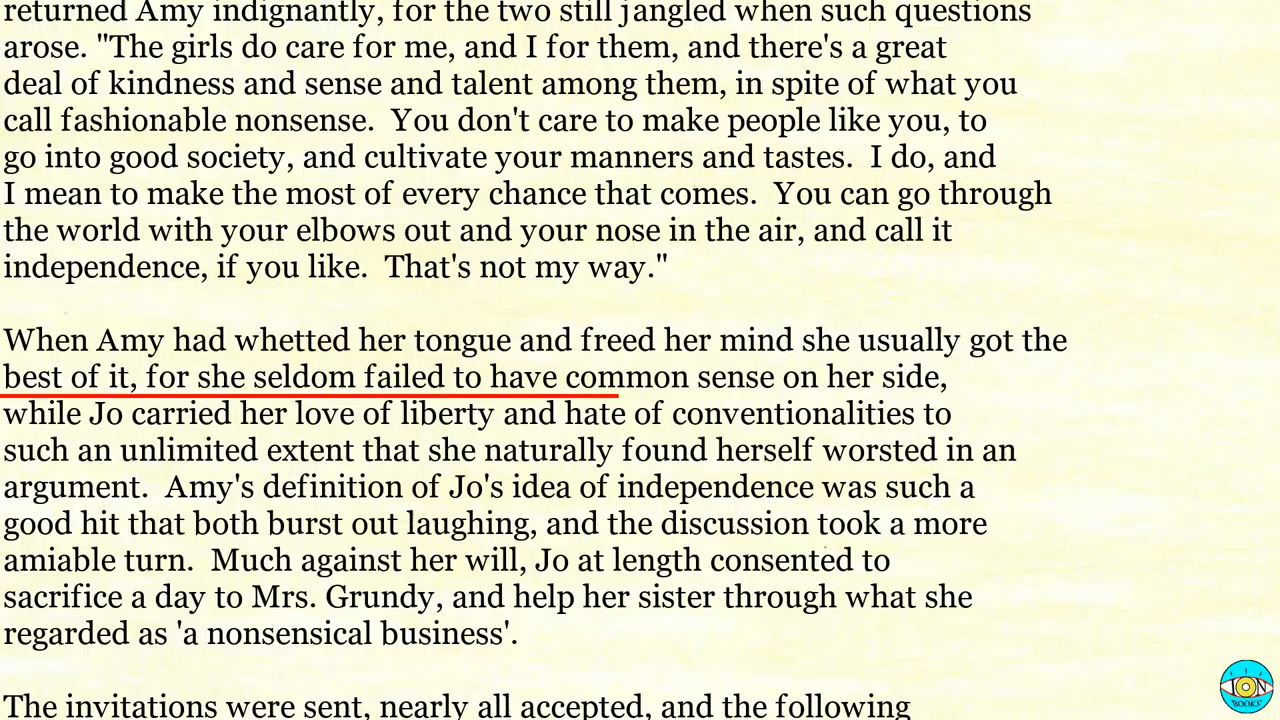 returned Amy indignantly, for the two still jangled when such questions
arose. "The girls do care for me, and I for them, and there's a great
deal of kindness and sense and talent among them, in spite of what you
call fashionable nonsense.  You don't care to make people like you, to
go into good society, and cultivate your manners and tastes.  I do, and
I mean to make the most of every chance that comes.  You can go through
the world with your elbows out and your nose in the air, and call it
independence, if you like.  That's not my way."
When Amy had whetted her tongue and freed her mind she usually got the
best of it, for she seldom failed to have common sense on her side,
while Jo carried her love of liberty and hate of conventionalities to
such an unlimited extent that she naturally found herself worsted in an
argument.  Amy's definition of Jo's idea of independence was such a
good hit that both burst out laughing, and the discussion took a more
amiable turn.  Much against her will, Jo at length consented to
sacrifice a day to Mrs. Grundy, and help her sister through what she
regarded as 'a nonsensical business'.
The invitations were sent, nearly all accepted, and the following
ION
BOOKS